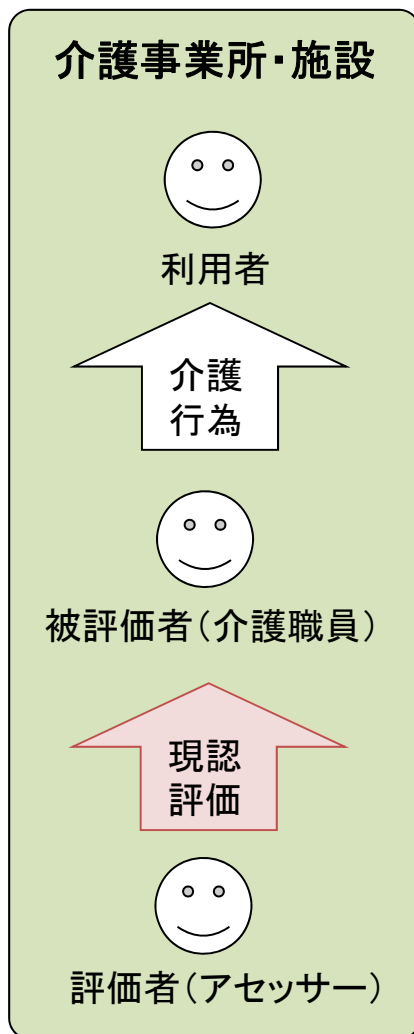 介護事業所・施設
利用者
介護
行為
被評価者（介護職員）
現認
評価
評価者（アセッサー）